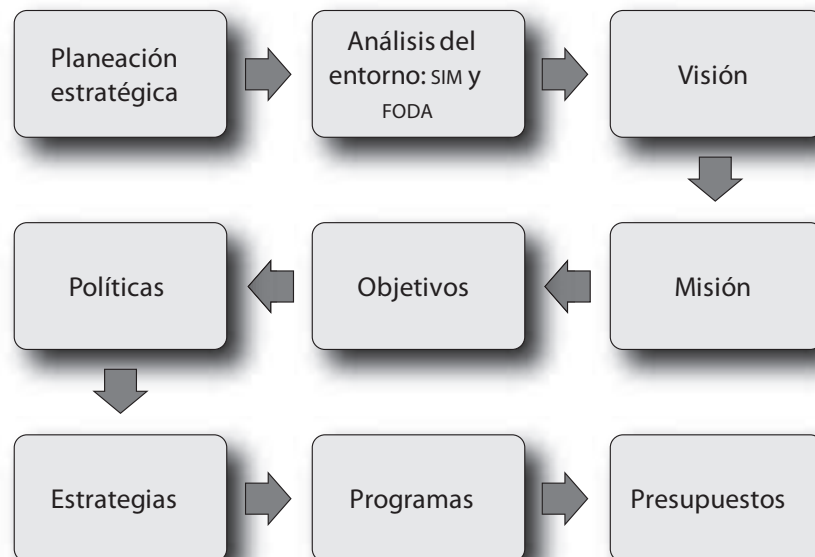 Planeación
estratégica
Análisis del
entorno: SIM y
FODA
Visión
Misión
Objetivos
Políticas
Estrategias
Programas
Presupuestos